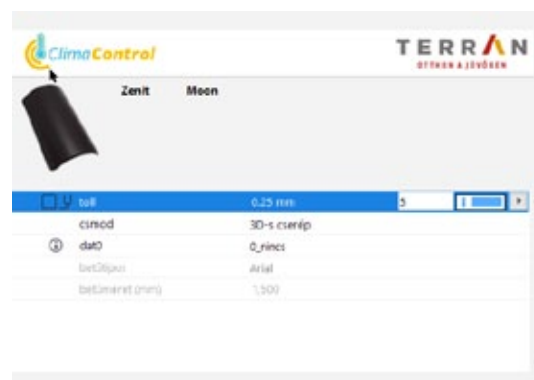 ClimaControl
TERRÁN
OTTHON A JÖVŐBEN
Zenit Moon
toll 0.25 mm 5
csmod 3D-s cserép
dat0 0_nincs
betűtípus Arial
betűméret (mm) 1,500